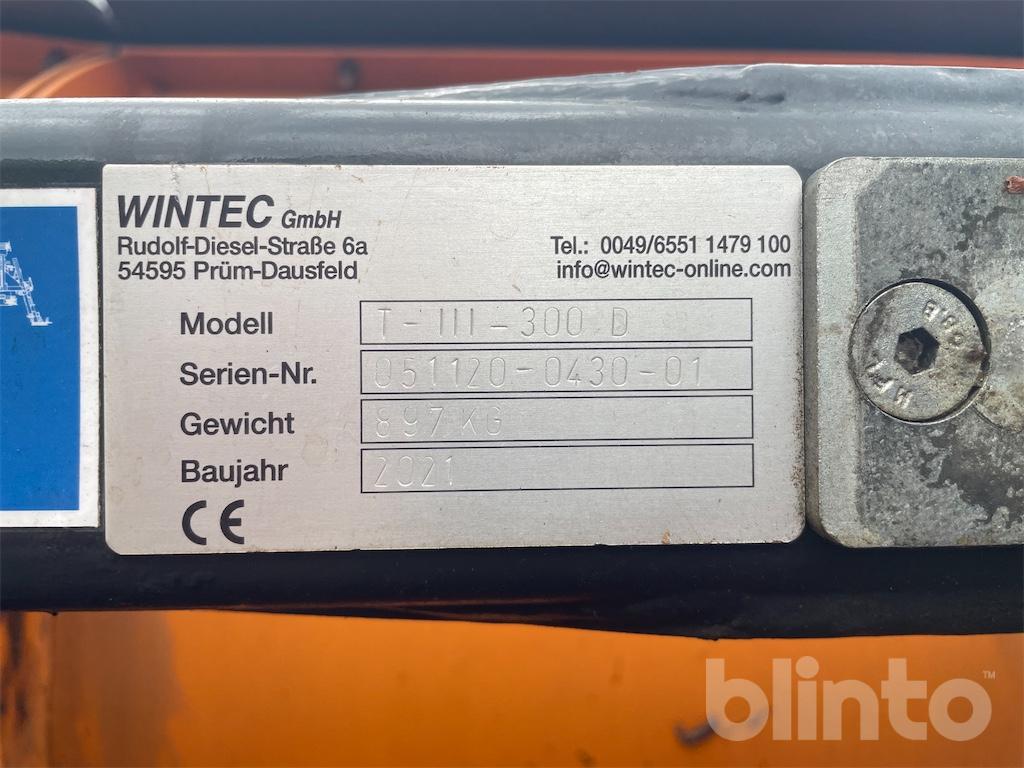 WINTEC GmbH
Rudolf-Diesel-Straße 6a
54595 Prüm-Dausfeld
Tel.: 0049/6551 1479 100
info@wintec-online.com
Modell T-III-300 D
Serien-Nr. 051120-0430-01
Gewicht 897 KG
Baujahr 2021
CE
blinto™